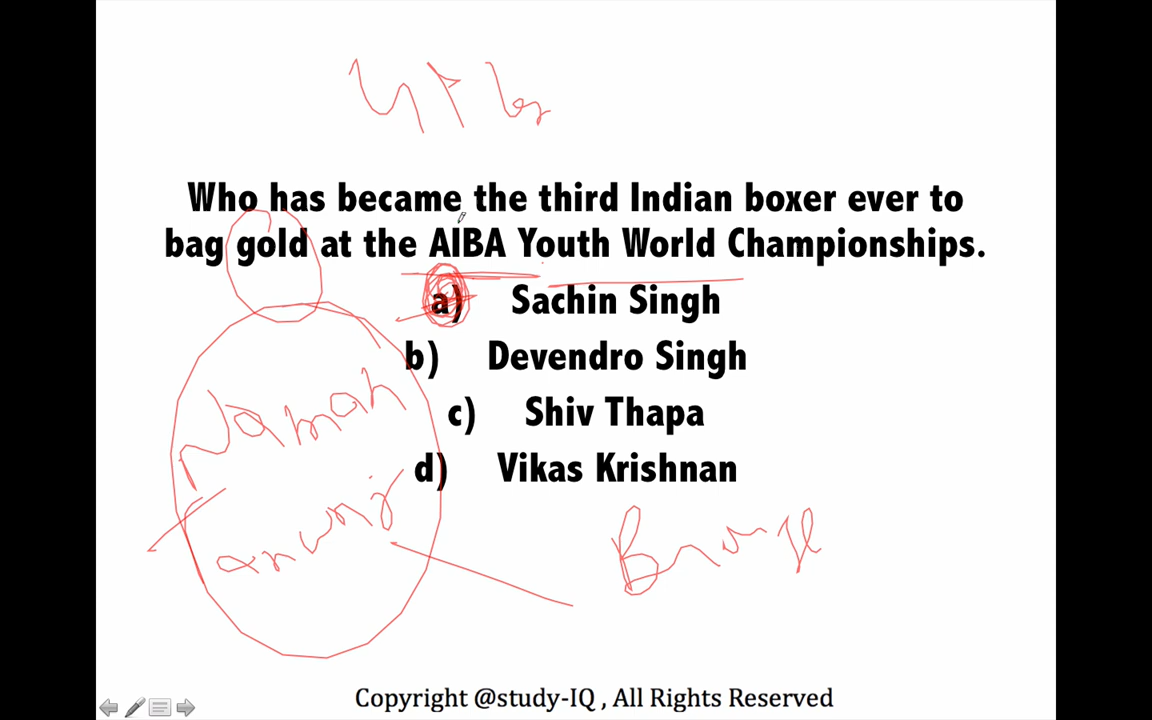 Who has became the third Indian boxer ever to
bag gold at the AIBA Youth World Championships.
a) Sachin Singh
b) Devendro Singh
c) Shiv Thapa
d) Vikas Krishnan
Naman
Copyright @study-IQ , All Rights Reserved